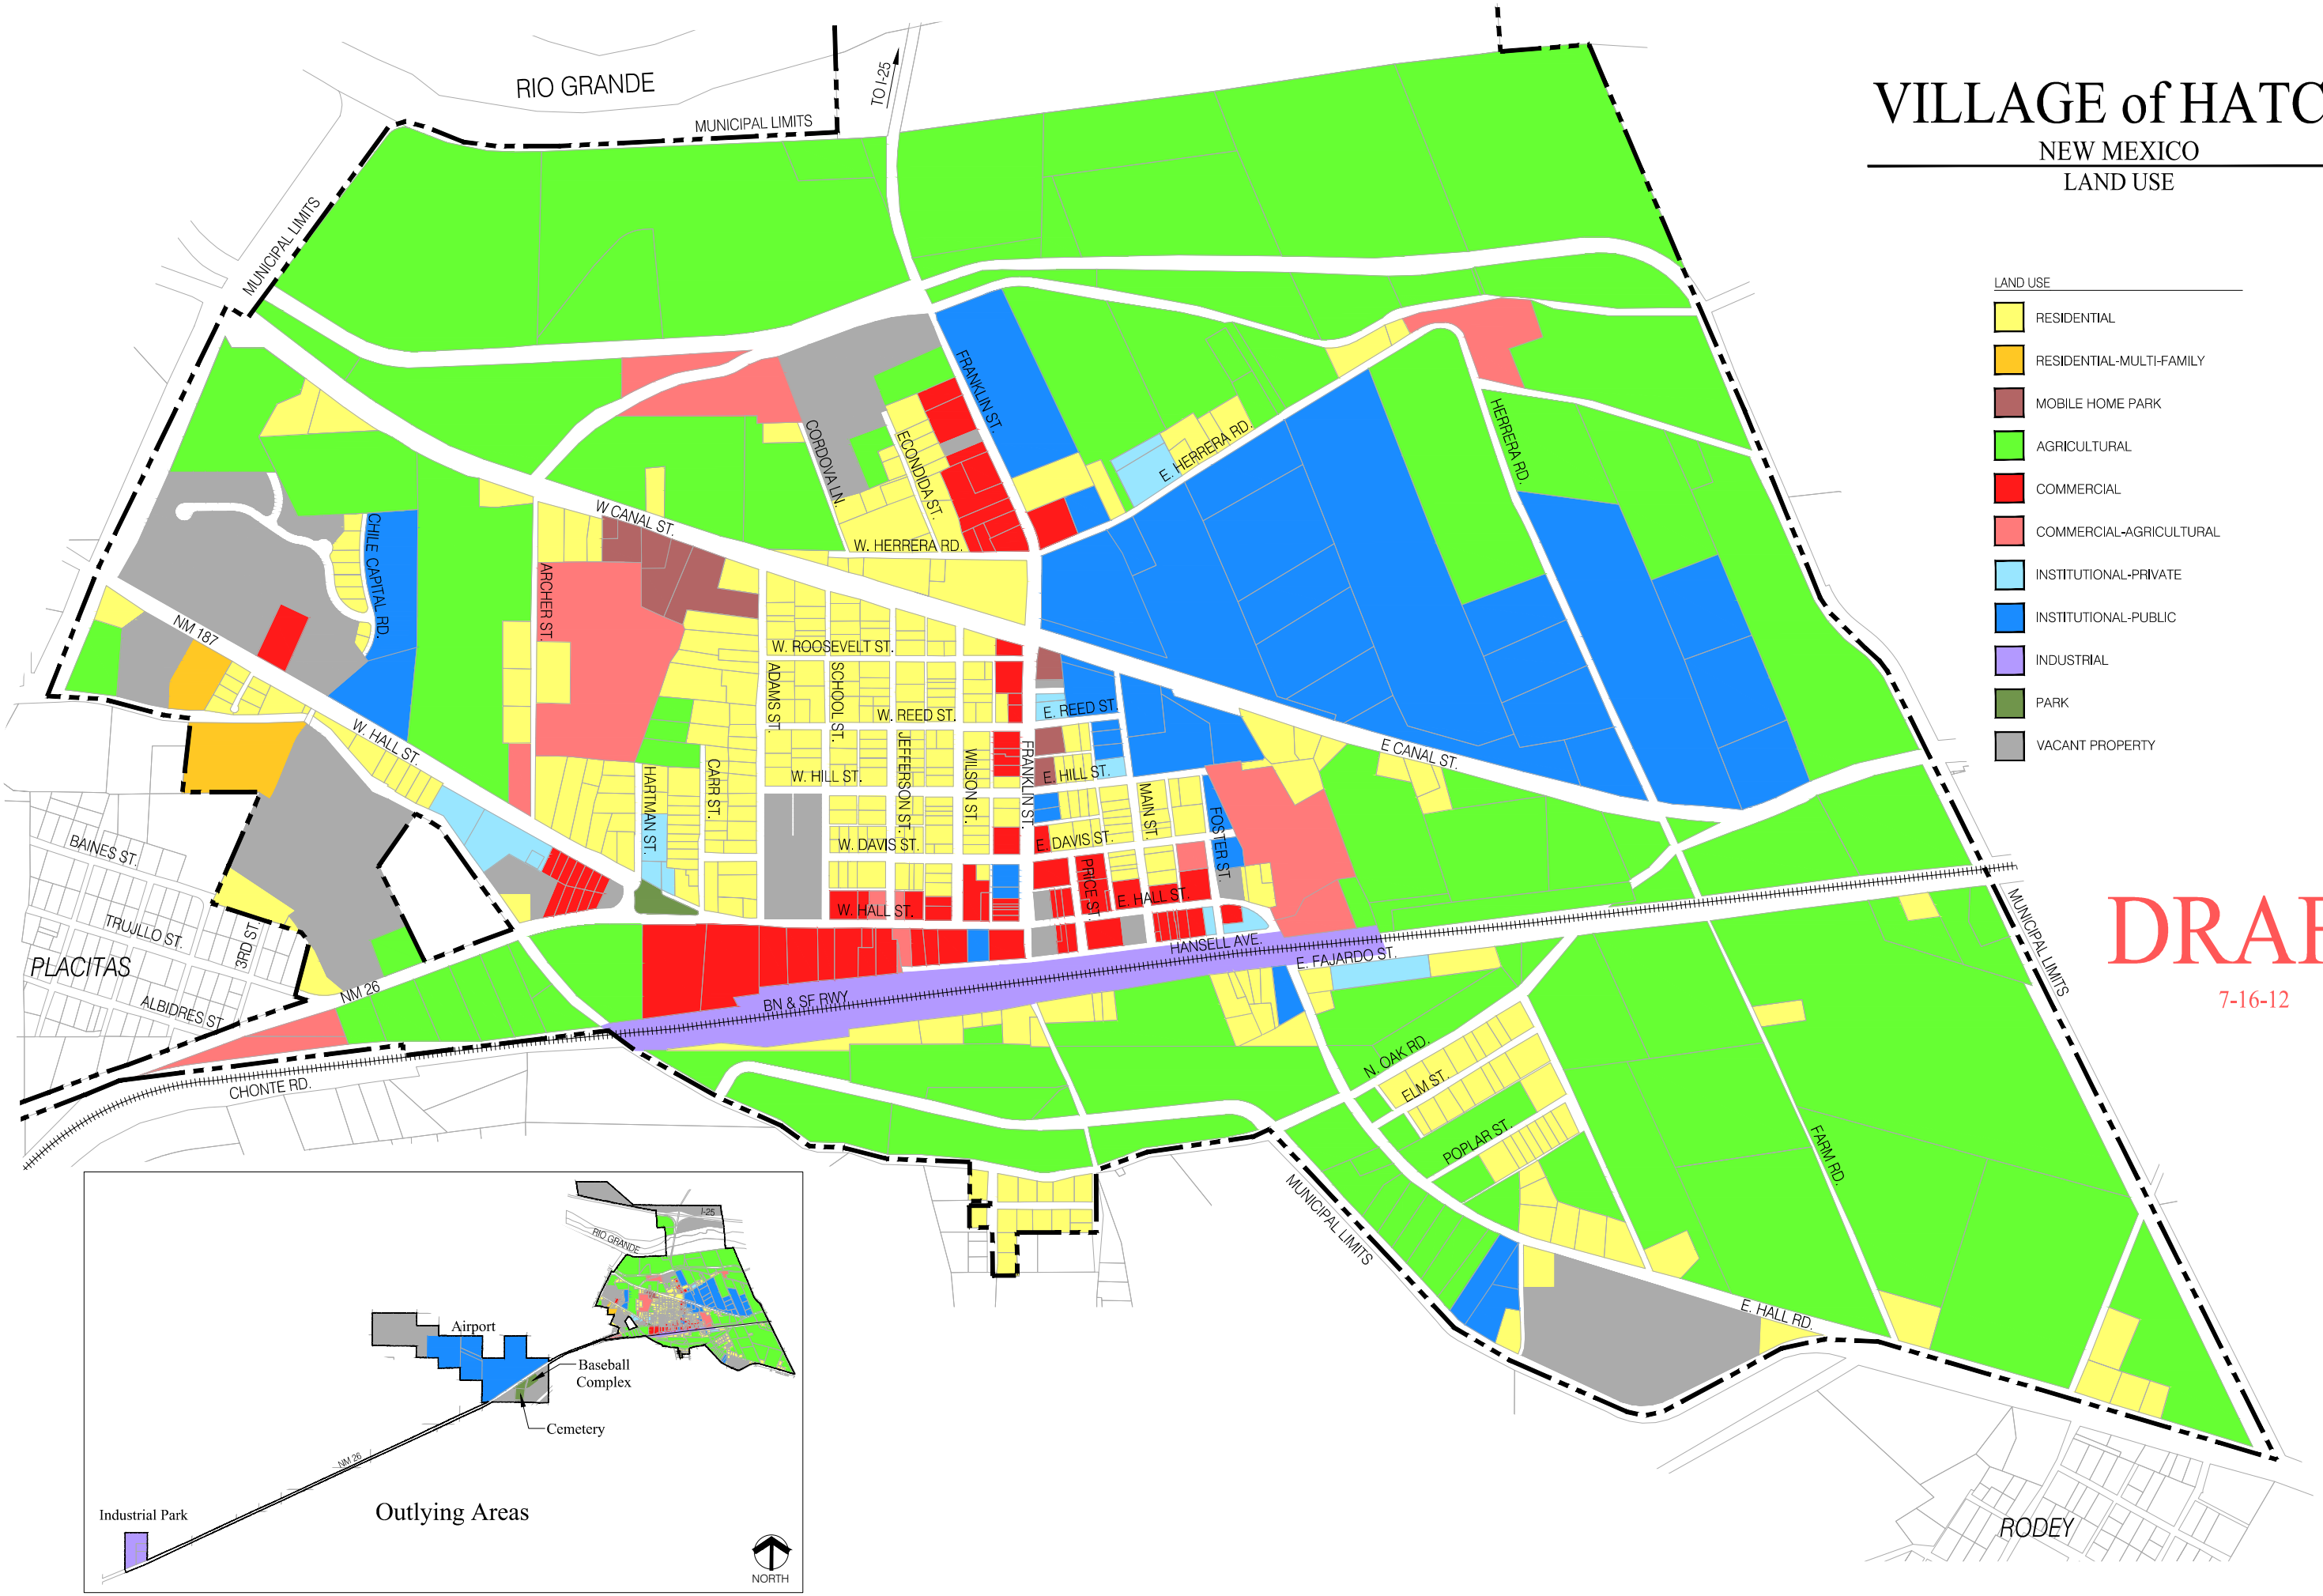 VILLAGE of HATC
NEW MEXICO
LAND USE
LAND USE
RESIDENTIAL
RESIDENTIAL-MULTI-FAMILY
MOBILE HOME PARK
AGRICULTURAL
COMMERCIAL
COMMERCIAL-AGRICULTURAL
INSTITUTIONAL-PRIVATE
INSTITUTIONAL-PUBLIC
INDUSTRIAL
PARK
VACANT PROPERTY
DRAF
7-16-12
RIO GRANDE
MUNICIPAL LIMITS
TO I-25
MUNICIPAL LIMITS
FRANKLIN ST.
CORDOVA LN.
ECONDIDA ST.
E. HERRERA RD.
HERRERA RD.
W CANAL ST.
W. HERRERA RD.
CHILE CAPITAL RD.
ARCHER ST.
NM 187
W. ROOSEVELT ST.
ADAMS ST.
SCHOOL ST.
W. REED ST.
E. REED ST.
W. HALL ST.
JEFFERSON ST.
WILSON ST.
FRANKLIN ST.
E CANAL ST.
HARTMAN ST.
CARR ST.
W. HILL ST.
E. HILL ST.
MAIN ST.
FOSTER ST.
W. DAVIS ST.
E. DAVIS ST.
PRICE ST.
BAINES ST.
TRUJILLO ST.
3RD ST
PLACITAS
ALBIDRES ST.
W. HALL ST.
E. HALL ST.
HANSELL AVE.
E. FAJARDO ST.
NM 26
BN & SF RWY
MUNICIPAL LIMITS
CHONTE RD.
N. OAK RD.
ELM ST.
POPLAR ST.
FARM RD.
MUNICIPAL LIMITS
E. HALL RD.
RODEY
I-25
RIO GRANDE
Airport
Baseball
Complex
Cemetery
NM 26
Industrial Park
Outlying Areas
NORTH